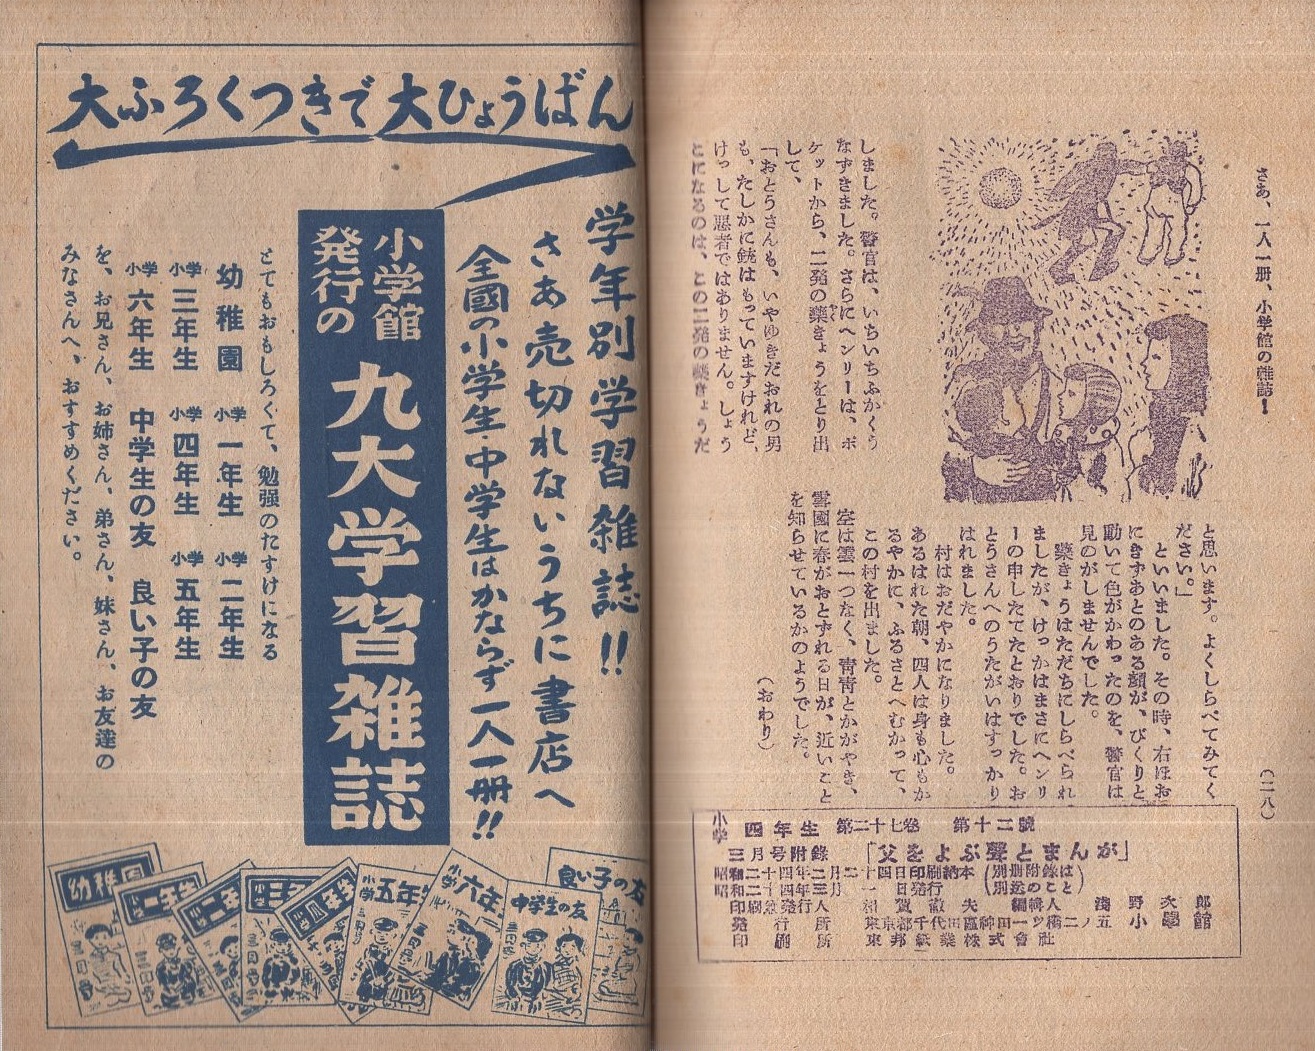 さあ、一人一册、小学館の雑誌!
(二八)
しました。警官は、いちいちふかくう
なずきました。さらにヘンリーは、ポ
ケットから、二発の薬きょうをとり出
して、
「おとうさんも、いやゆきだおれの男
も、たしかに銃はもっていますけれど、
けっして悪者ではありません。しょう
こになるのは、この二発の薬きょうだ
と思います。よくしらべてみてく
ださい。」
といいました。その時、右ほお
にきずあとのある顔が、ぴくりと
動いて色がかわったのを、警官は
見のがしませんでした。
薬きょうはただちにしらべられ
ましたが、けっかはまさにヘンリ
ーの申したてたとおりでした。お
とうさんへのうたがいはすっかり
はれました。
村はおだやかになりました。
あるはれた朝、四人は身も心もか
るやかに、ふるさとへむかって、
この村を出ました。
空は雲一つなく、青青とかがやき、
雪國に春がおとずれる日が、近いこと
を知らせているかのようでした。
(おわり)
小学 四年生 第二十七巻 第十二號
三月号附錄 「父をよぶ聲とまんが」
大ふろくつきで大ひょうばん
学年別学習雑誌!!
さあ売切れないうちに書店へ
全國の小学生・中学生はかならず一人一册!!
小学館
発行の
九大学習雑誌
とてもおもしろくて、勉强のたすけになる
幼稚園 小学一年生 小学二年生
小学三年生 小学四年生 小学五年生
小学六年生 中学生の友 良い子の友
を、お兄さん、お姉さん、弟さん、妹さん、お友達の
みなさんへ、おすすめください。
幼稚園
二年生
五年生
六年生
中学生の友
良い子の友